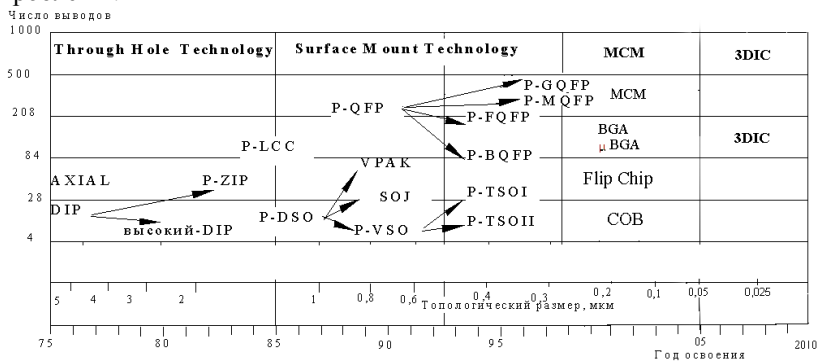 Число выводов
1000
Through Hole Technology Surface Mount Technology MCM 3DIC
500
P-GQFP
P-MQFP MCM
P-QFP
208
P-FQFP
BGA
3DIC
P-LCC
μ BGA
84
VPAK P-BQFP
AXIAL P-ZIP Flip Chip
28
SOJ P-TSOI
DIP
P-DSO P-TSOII COB
высокий-DIP P-VSO
4
5 4 3 2 1 0,8 0,6 0,4 0,3 0,2 0,1 0,05 0,025
Топологический размер, мкм
75 80 85 90 95 05 2010
Год освоения